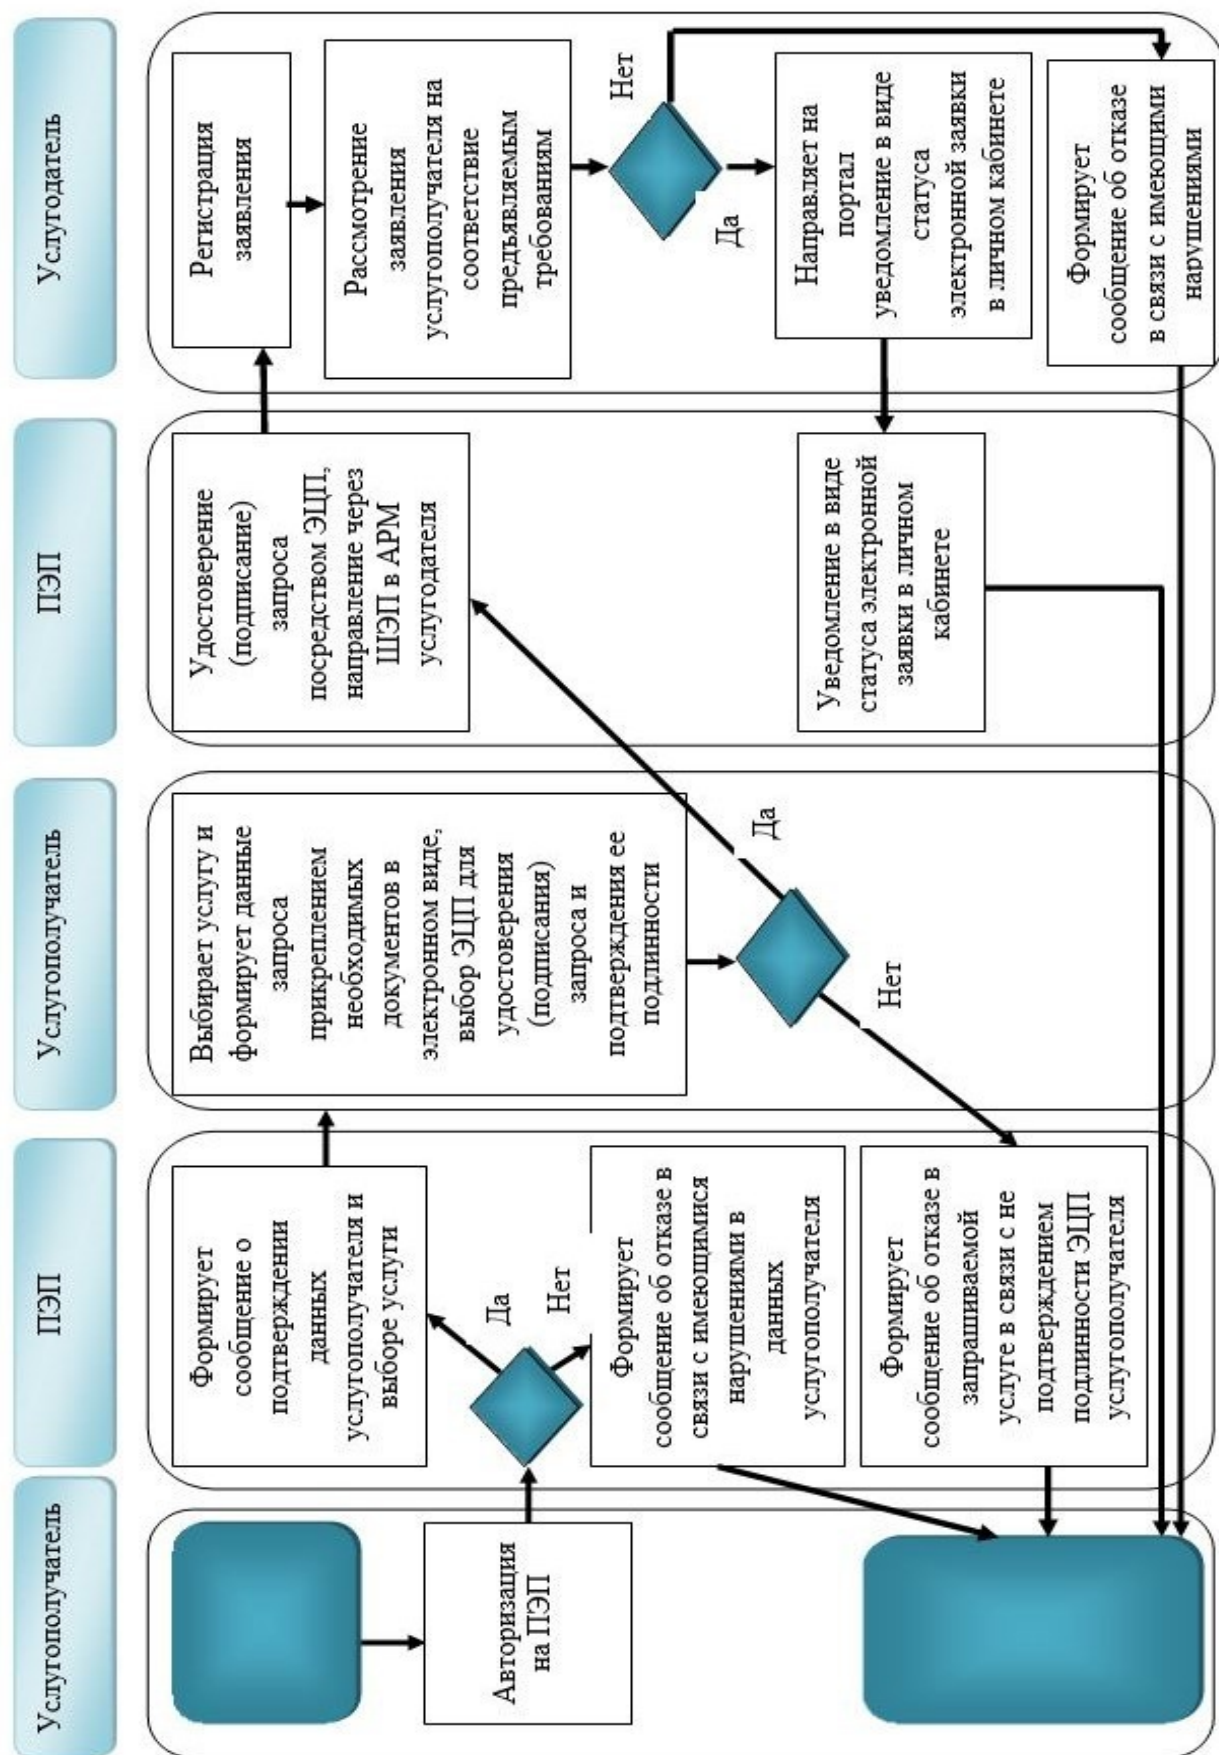 Услугополучатель
ПЭП
Услугополучатель
ПЭП
Услугодатель
Авторизация
на ПЭП
Формирует
сообщение о
подтверждении
данных
услугополучателя и
выборе услуги
Да
Нет
Формирует
сообщение об отказе в
связи с имеющимися
нарушениями в
данных
услугополучателя
Формирует
сообщение об отказе в
запрашиваемой
услуге в связи с не
подтверждением
подлинности ЭЦП
услугополучателя
Выбирает услугу и
формирует данные
запроса
прикреплением
необходимых
документов в
электронном виде,
выбор ЭЦП для
удостоверения
(подписания)
запроса и
подтверждения ее
подлинности
Да
Нет
Удостоверение
(подписание)
запроса
посредством ЭЦП,
направление через
ШЭП в АРМ
услугодателя
Уведомление в виде
статуса электронной
заявки в личном
кабинете
Регистрация
заявления
Рассмотрение
заявления
услугополучателя на
соответствие
предъявляемым
требованиям
Нет
Да
Направляет на
портал
уведомление в виде
статуса
электронной заявки
в личном кабинете
Формирует
сообщение об отказе
в связи с имеющими
нарушениями